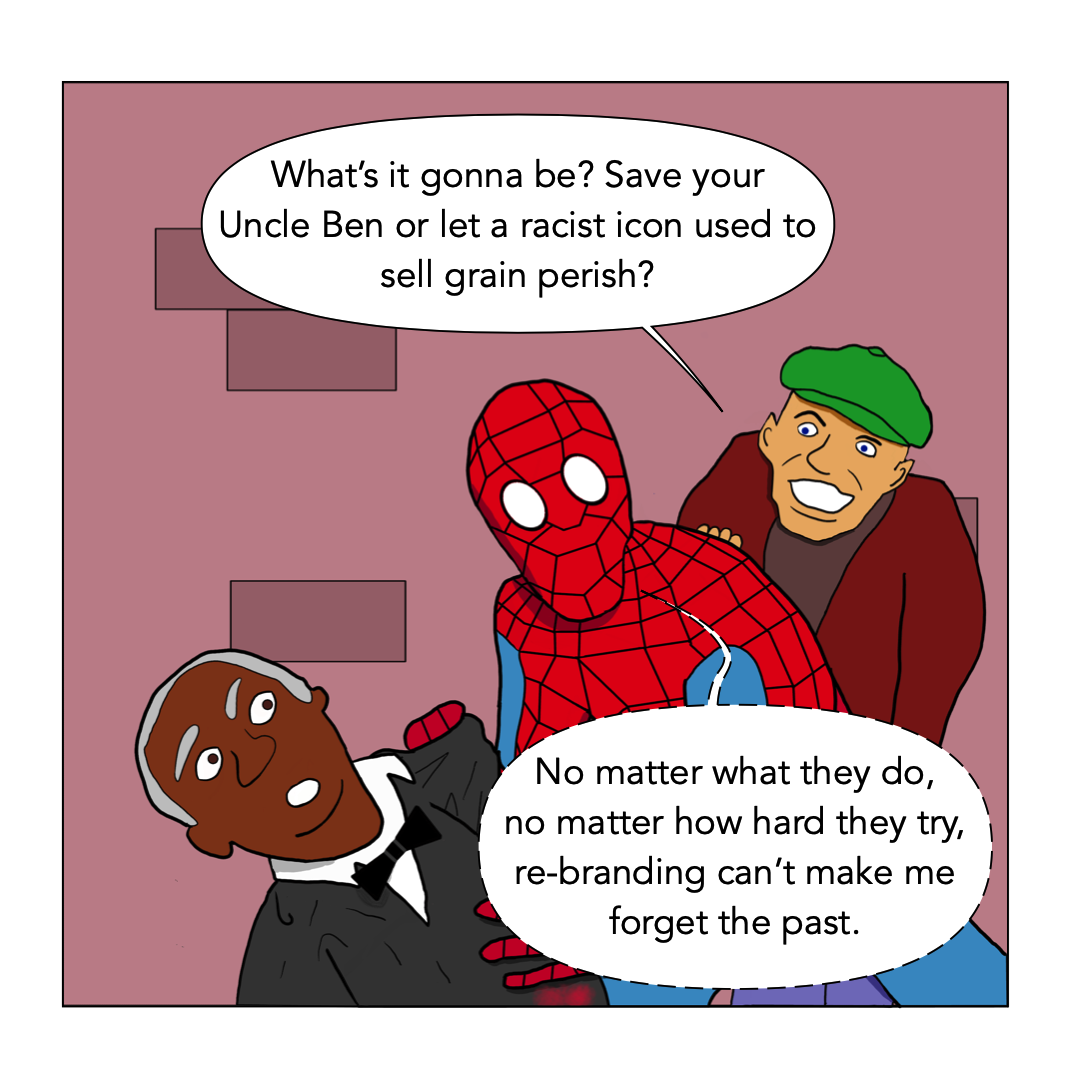 What’s it gonna be? Save your
Uncle Ben or let a racist icon used to
sell grain perish?
No matter what they do,
no matter how hard they try,
re-branding can’t make me
forget the past.